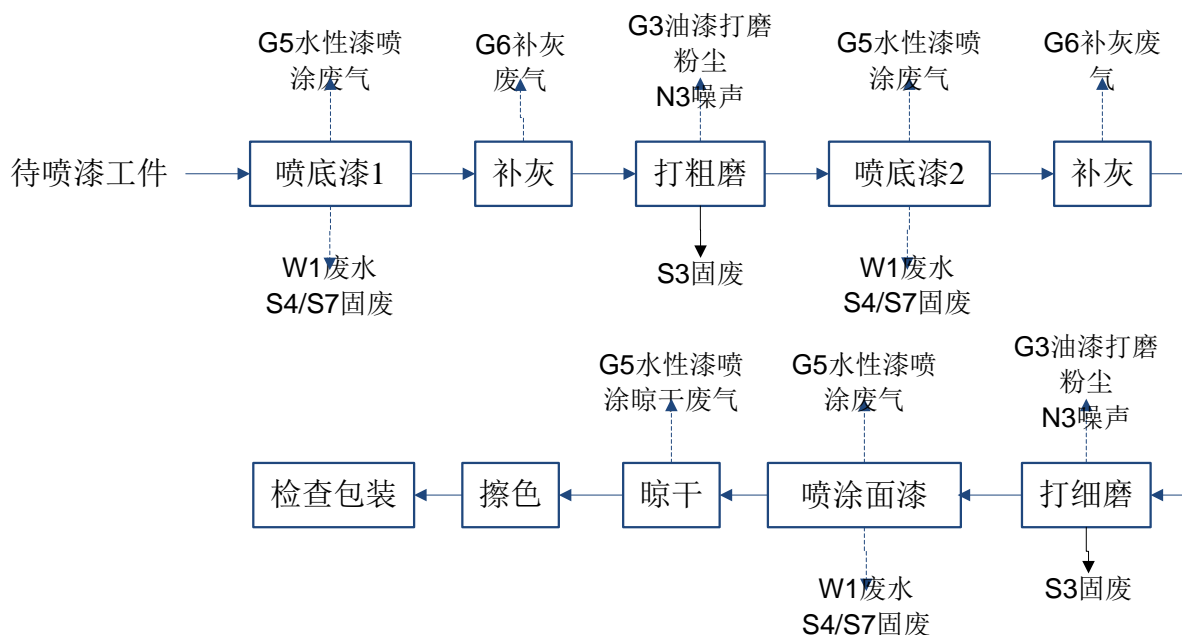 G5水性漆喷
涂废气
G6补灰
废气
G3油漆打磨
粉尘
N3噪声
G5水性漆喷
涂废气
G6补灰废
气
待喷漆工件
喷底漆1
补灰
打粗磨
喷底漆2
补灰
W1废水
S4/S7固废
S3固废
W1废水
S4/S7固废
G5水性漆喷
涂晾干废气
G5水性漆喷
涂废气
G3油漆打磨
粉尘
N3噪声
检查包装
擦色
晾干
喷涂面漆
打细磨
W1废水
S4/S7固废
S3固废